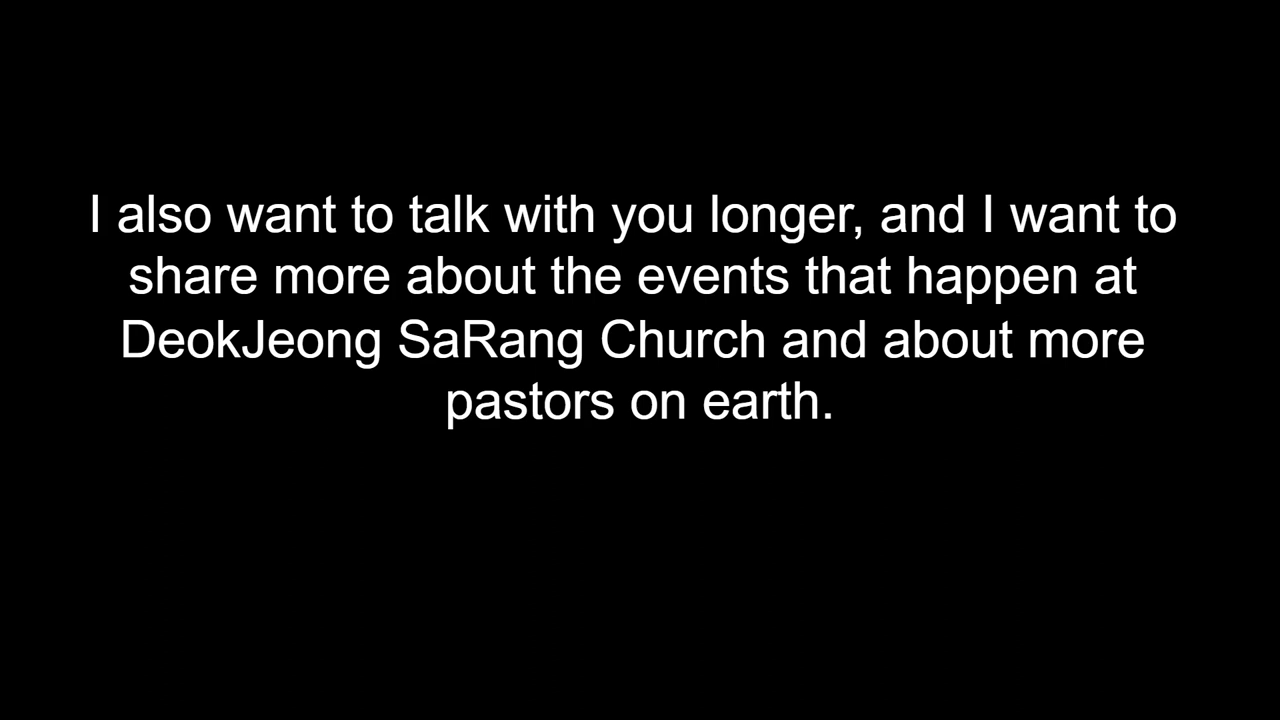 I also want to talk with you longer, and I want to
share more about the events that happen at
DeokJeong SaRang Church and about more
pastors on earth.